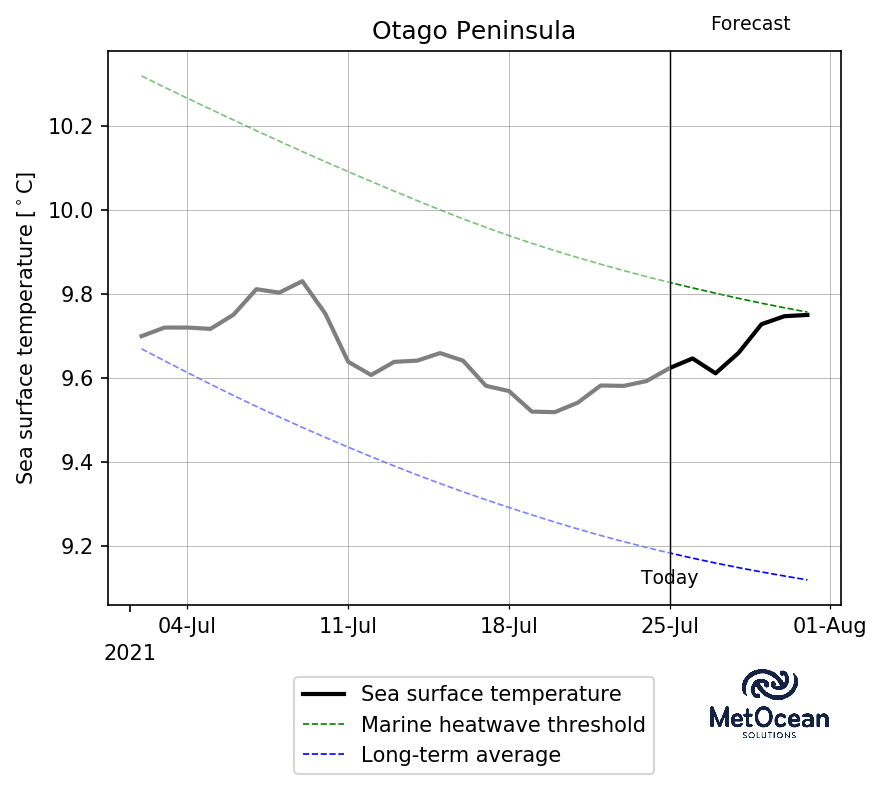 Otago Peninsula
Forecast
Sea surface temperature [°C]
10.2
10.0
9.8
9.6
9.4
9.2
Today
04-Jul
11-Jul
18-Jul
25-Jul
01-Aug
2021
Sea surface temperature
Marine heatwave threshold
Long-term average
MetOcean
SOLUTIONS